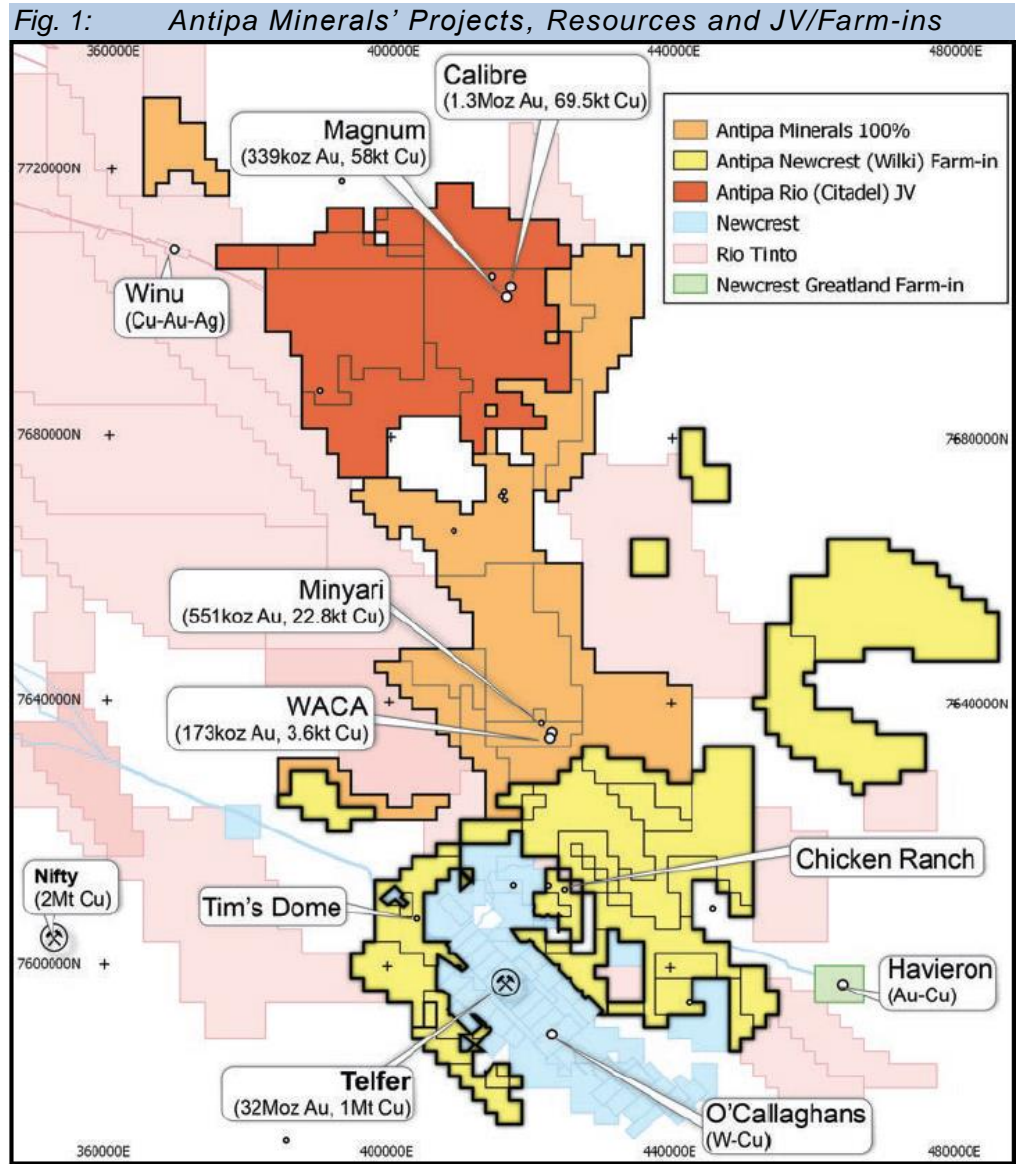 Fig. 1: Antipa Minerals' Projects, Resources and JV/Farm-ins
360000E 400000E 440000E 480000E
Calibre
(1.3Moz Au, 69.5kt Cu)
Magnum
(339koz Au, 58kt Cu)
Antipa Minerals 100%
Antipa Newcrest (Wilki) Farm-in
Antipa Rio (Citadel) JV
Newcrest
Rio Tinto
Newcrest Greatland Farm-in
7720000N
Winu
(Cu-Au-Ag)
7680000N 7680000N
Minyari
(551koz Au, 22.8kt Cu)
WACA
(173koz Au, 3.6kt Cu)
7640000N 7640000N
Chicken Ranch
Nifty
(2Mt Cu)
Tim's Dome
7600000N
Havieron
(Au-Cu)
Telfer
(32Moz Au, 1Mt Cu)
O'Callaghans
(W-Cu)
360000E 400000E 440000E 480000E